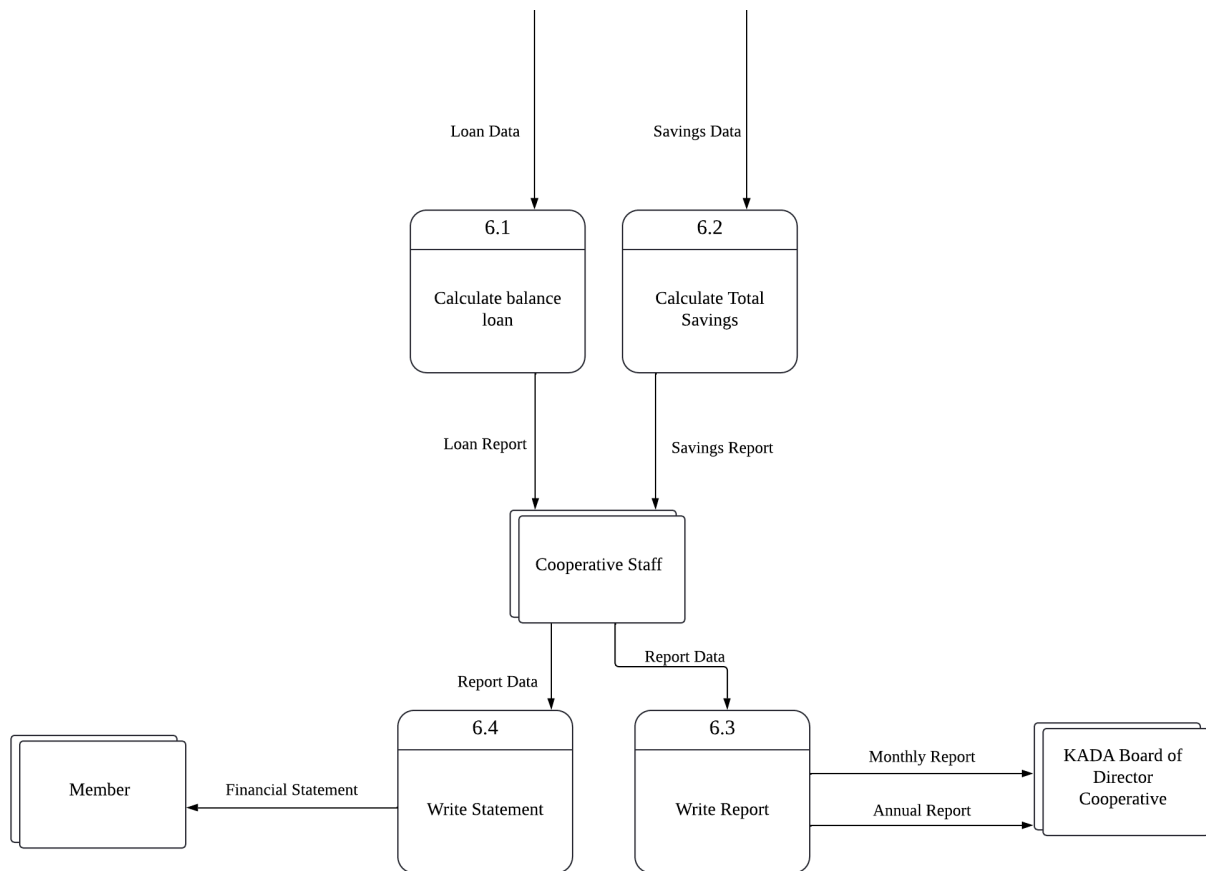 Loan Data
Savings Data
6.1
6.2
Calculate balance
loan
Calculate Total
Savings
Loan Report
Savings Report
Cooperative Staff
Report Data
Report Data
6.4
6.3
Member
Financial Statement
Write Statement
Write Report
Monthly Report
Annual Report
KADA Board of
Director
Cooperative